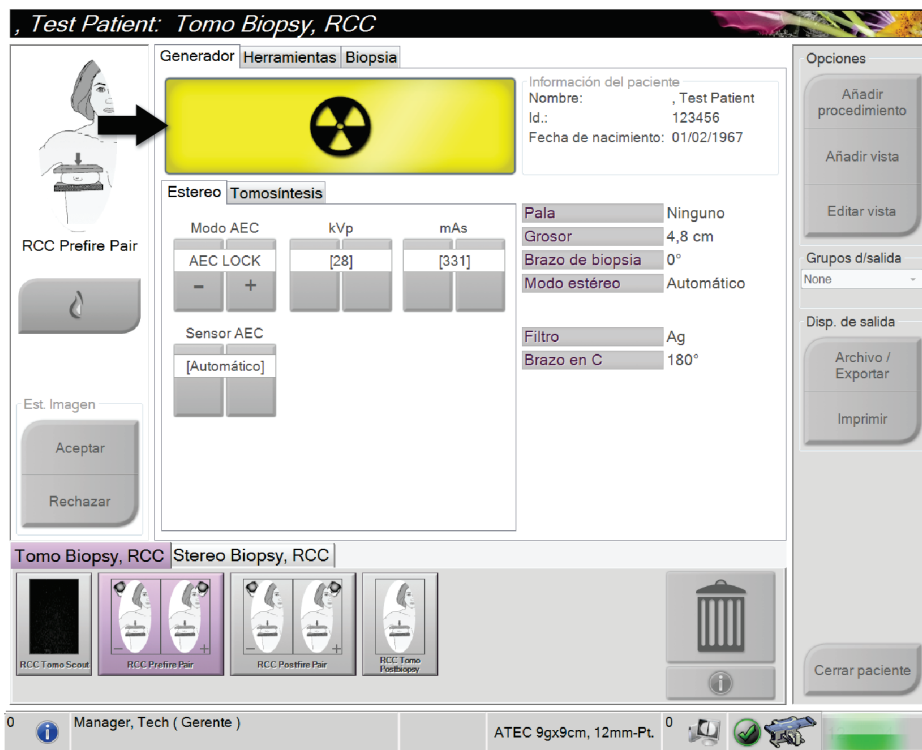 , Test Patient: Tomo Biopsy, RCC
Generador Herramientas Biopsia
RCC Prefire Pair
Est. Imagen
Aceptar
Rechazar
Información del paciente
Nombre: , Test Patient
Id.: 123456
Fecha de nacimiento: 01/02/1967
Estereo Tomosíntesis
Modo AEC kVp mAs
AEC LOCK [28] [331]
- +
Sensor AEC
[Automático]
Pala Ninguno
Grosor 4,8 cm
Brazo de biopsia 0°
Modo estéreo Automático
Filtro Ag
Brazo en C 180°
Opciones
Añadir
procedimiento
Añadir vista
Editar vista
Grupos d/salida
None
Disp. de salida
Archivo /
Exportar
Imprimir
Cerrar paciente
Tomo Biopsy, RCC Stereo Biopsy, RCC
RCC Tomo Scout
- +
RCC Prefire Pair
- +
RCC Postfire Pair
RCC Tomo
Postbiopsy
0 Manager, Tech ( Gerente ) ATEC 9gx9cm, 12mm-Pt. 0